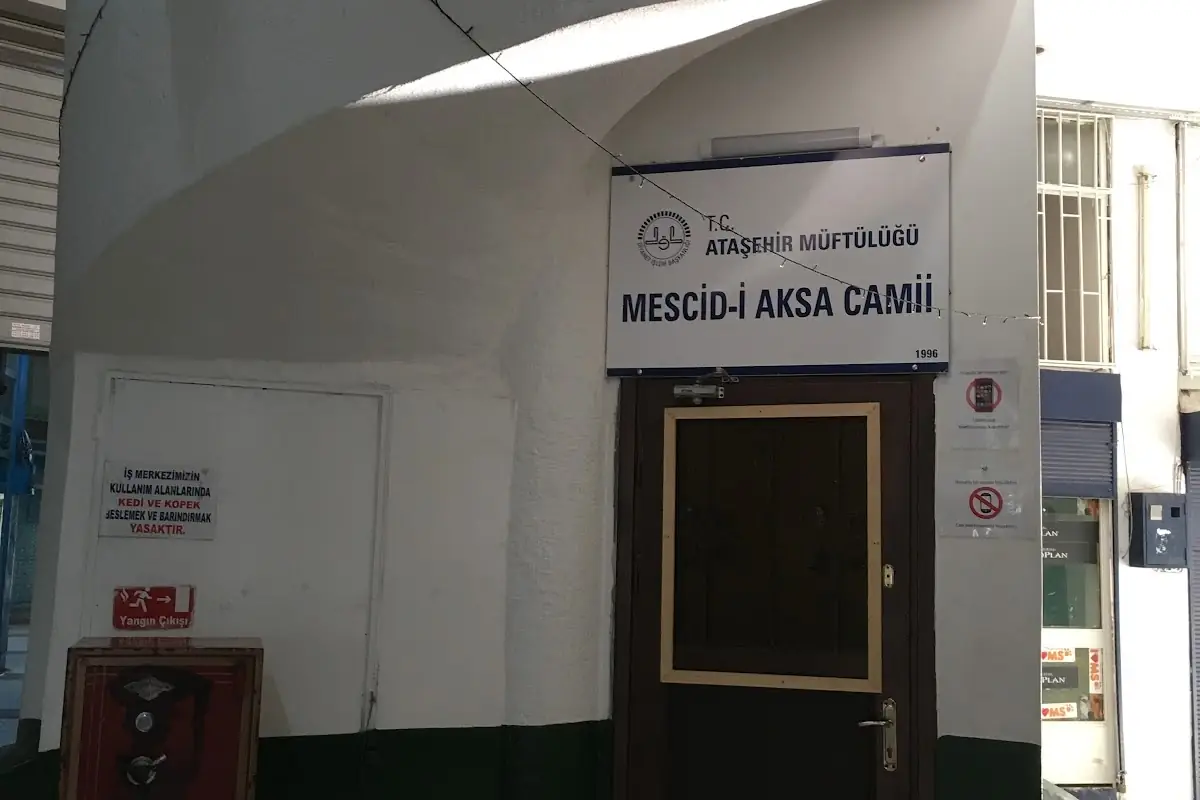 T.C.
ATAŞEHİR MÜFTÜLÜĞÜ
MESCİD-İ AKSA CAMİİ
1996
İŞ MERKEZİMİZİN
KULLANIM ALANLARINDA
KEDİ VE KÖPEK
BESLEMEK VE BARINDIRMAK
YASAKTIR.
Yangın Çıkışı
PLAN